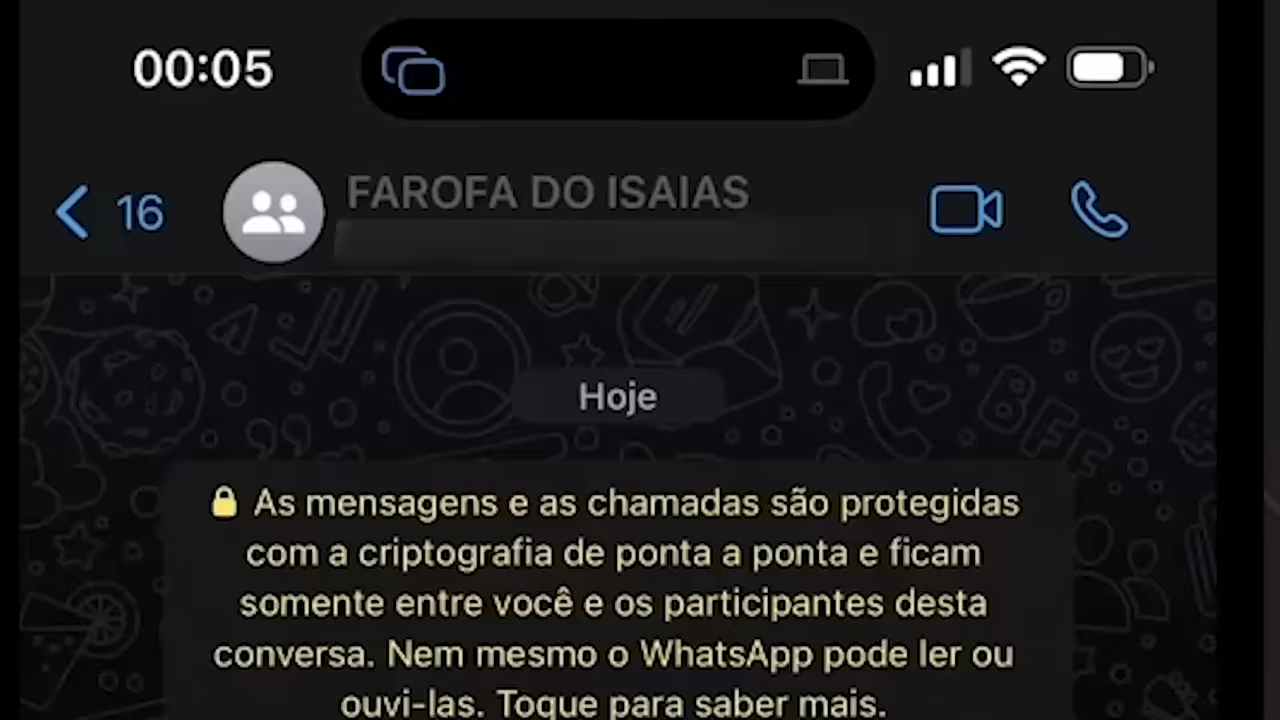 00:05
16
FAROFA DO ISAIAS
Hoje
BFF
As mensagens e as chamadas são protegidas
com a criptografia de ponta a ponta e ficam
somente entre você e os participantes desta
conversa. Nem mesmo o WhatsApp pode ler ou
ouvi-las. Toque para saber mais.